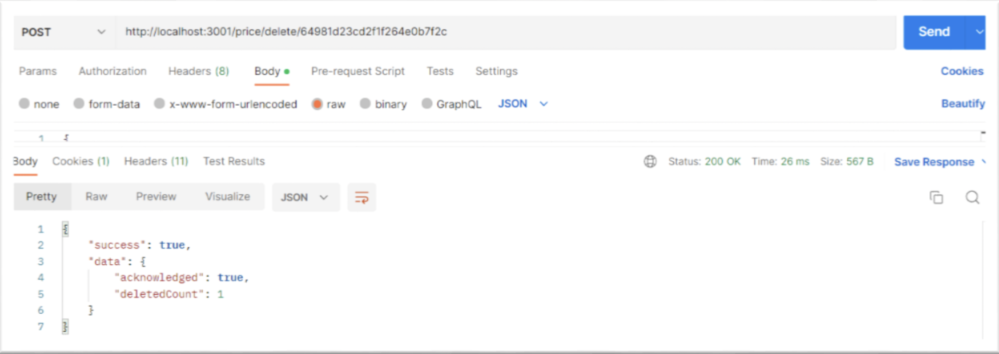 POST http://localhost:3001/price/delete/64981d23cd2f1f264e0b7f2c Send
Params Authorization Headers (8) Body Pre-request Script Tests Settings Cookies
none form-data x-www-form-urlencoded raw binary GraphQL JSON Beautify
1 {
Body Cookies (1) Headers (11) Test Results Status: 200 OK Time: 26 ms Size: 567 B Save Response
Pretty Raw Preview Visualize JSON
1 {
2 "success": true,
3 "data": {
4 "acknowledged": true,
5 "deletedCount": 1
6 }
7 }